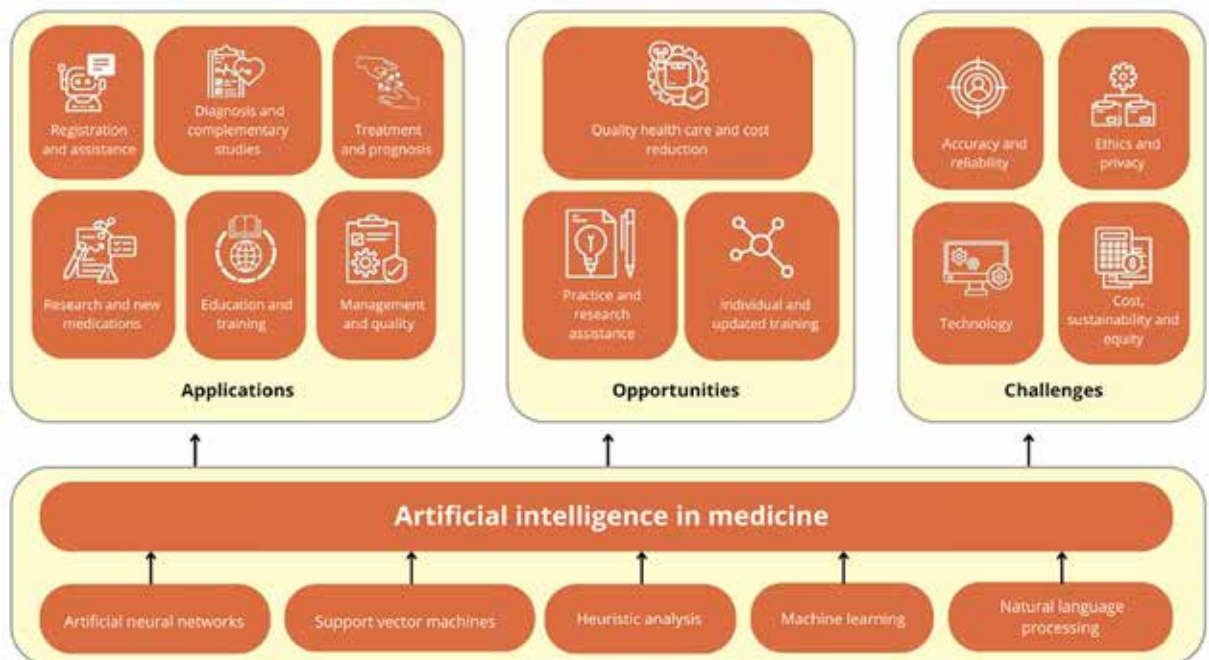 Registration
and assistance
Diagnosis and
complementary
studies
Treatment
and prognosis
Research and new
medications
Education and
training
Management
and quality
Applications
Quality health care and cost
reduction
Practice and
research
assistance
Individual and
updated training
Opportunities
Accuracy and
reliability
Ethics and
privacy
Technology
Cost,
sustainability and
equity
Challenges
Artificial intelligence in medicine
Artificial neural networks
Support vector machines
Heuristic analysis
Machine learning
Natural language
processing